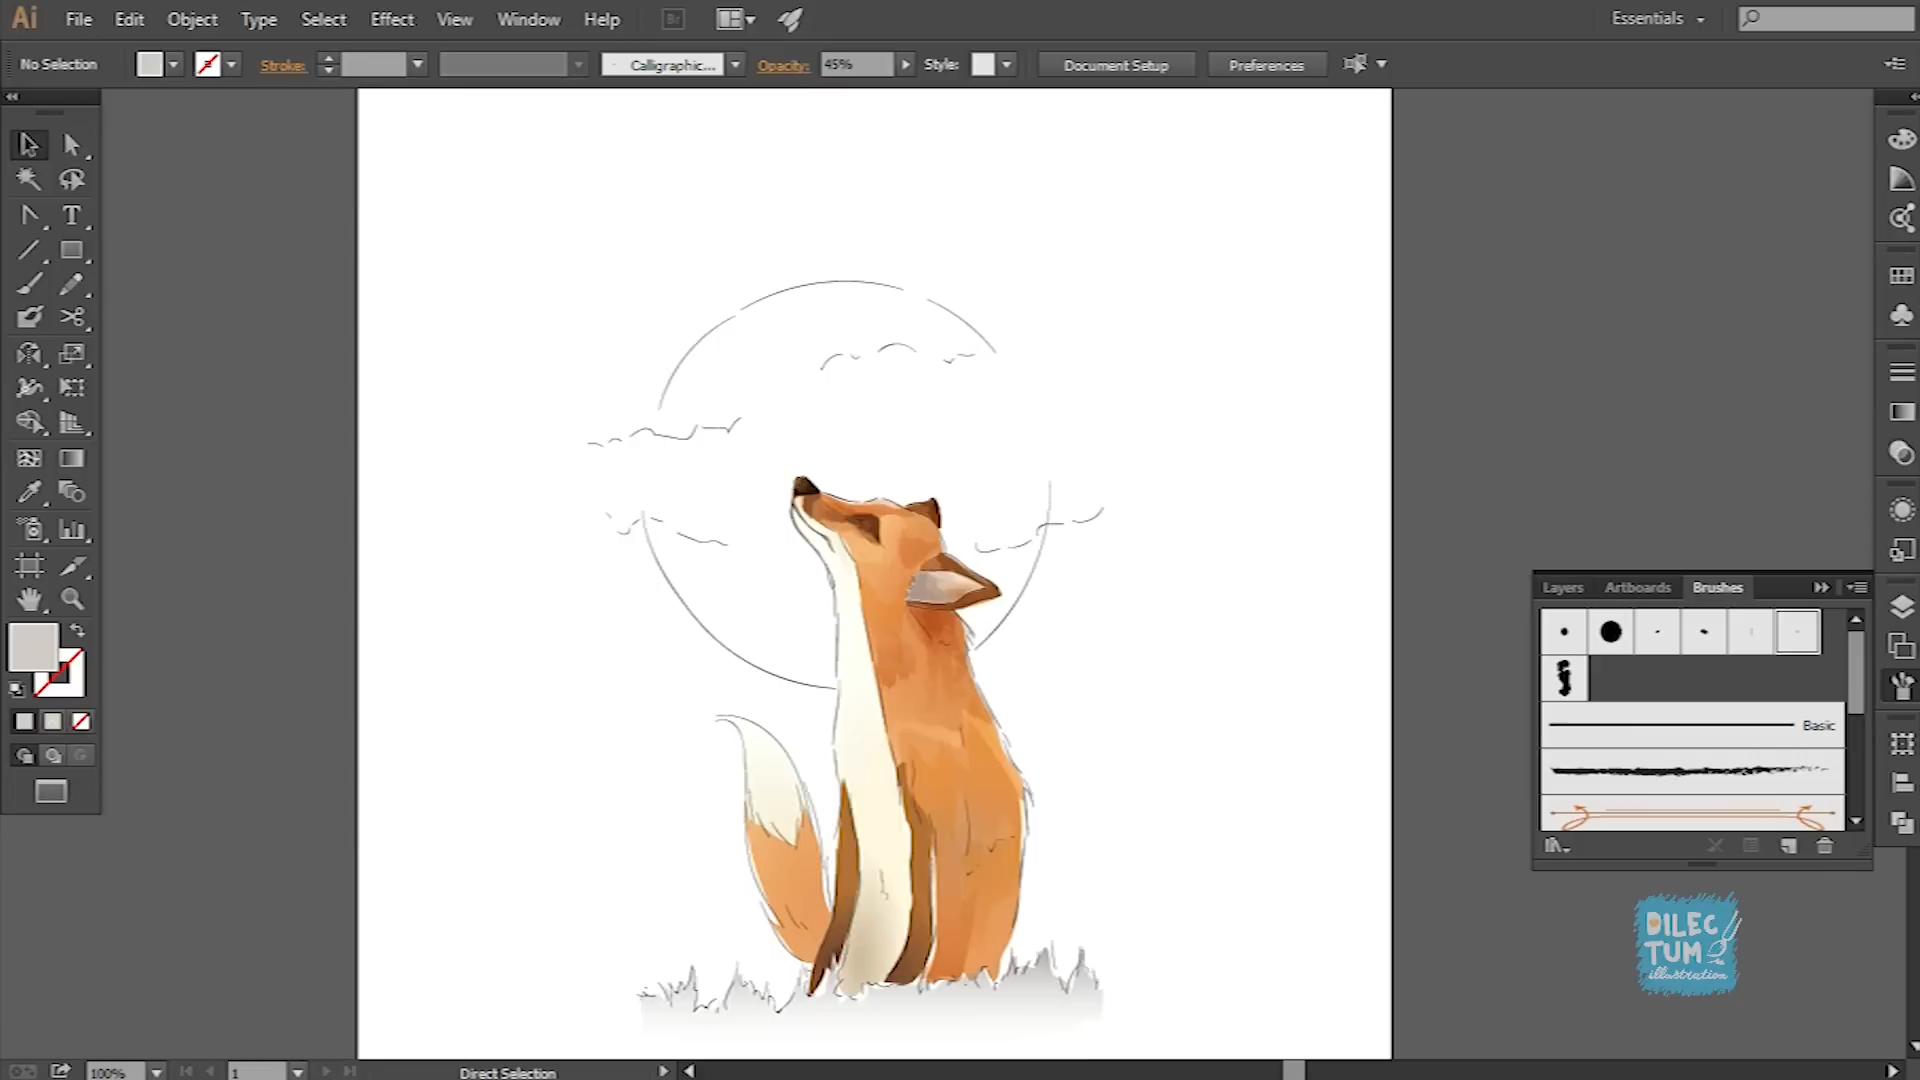 Ai File Edit Object Type Select Effect View Window Help Br Essentials
No Selection Stroke: Calligraphic... Opacity: 45% Style: Document Setup Preferences
T
Layers Artboards Brushes
Basic
DILEC
TUM
illustration
100% 1 Direct Selection